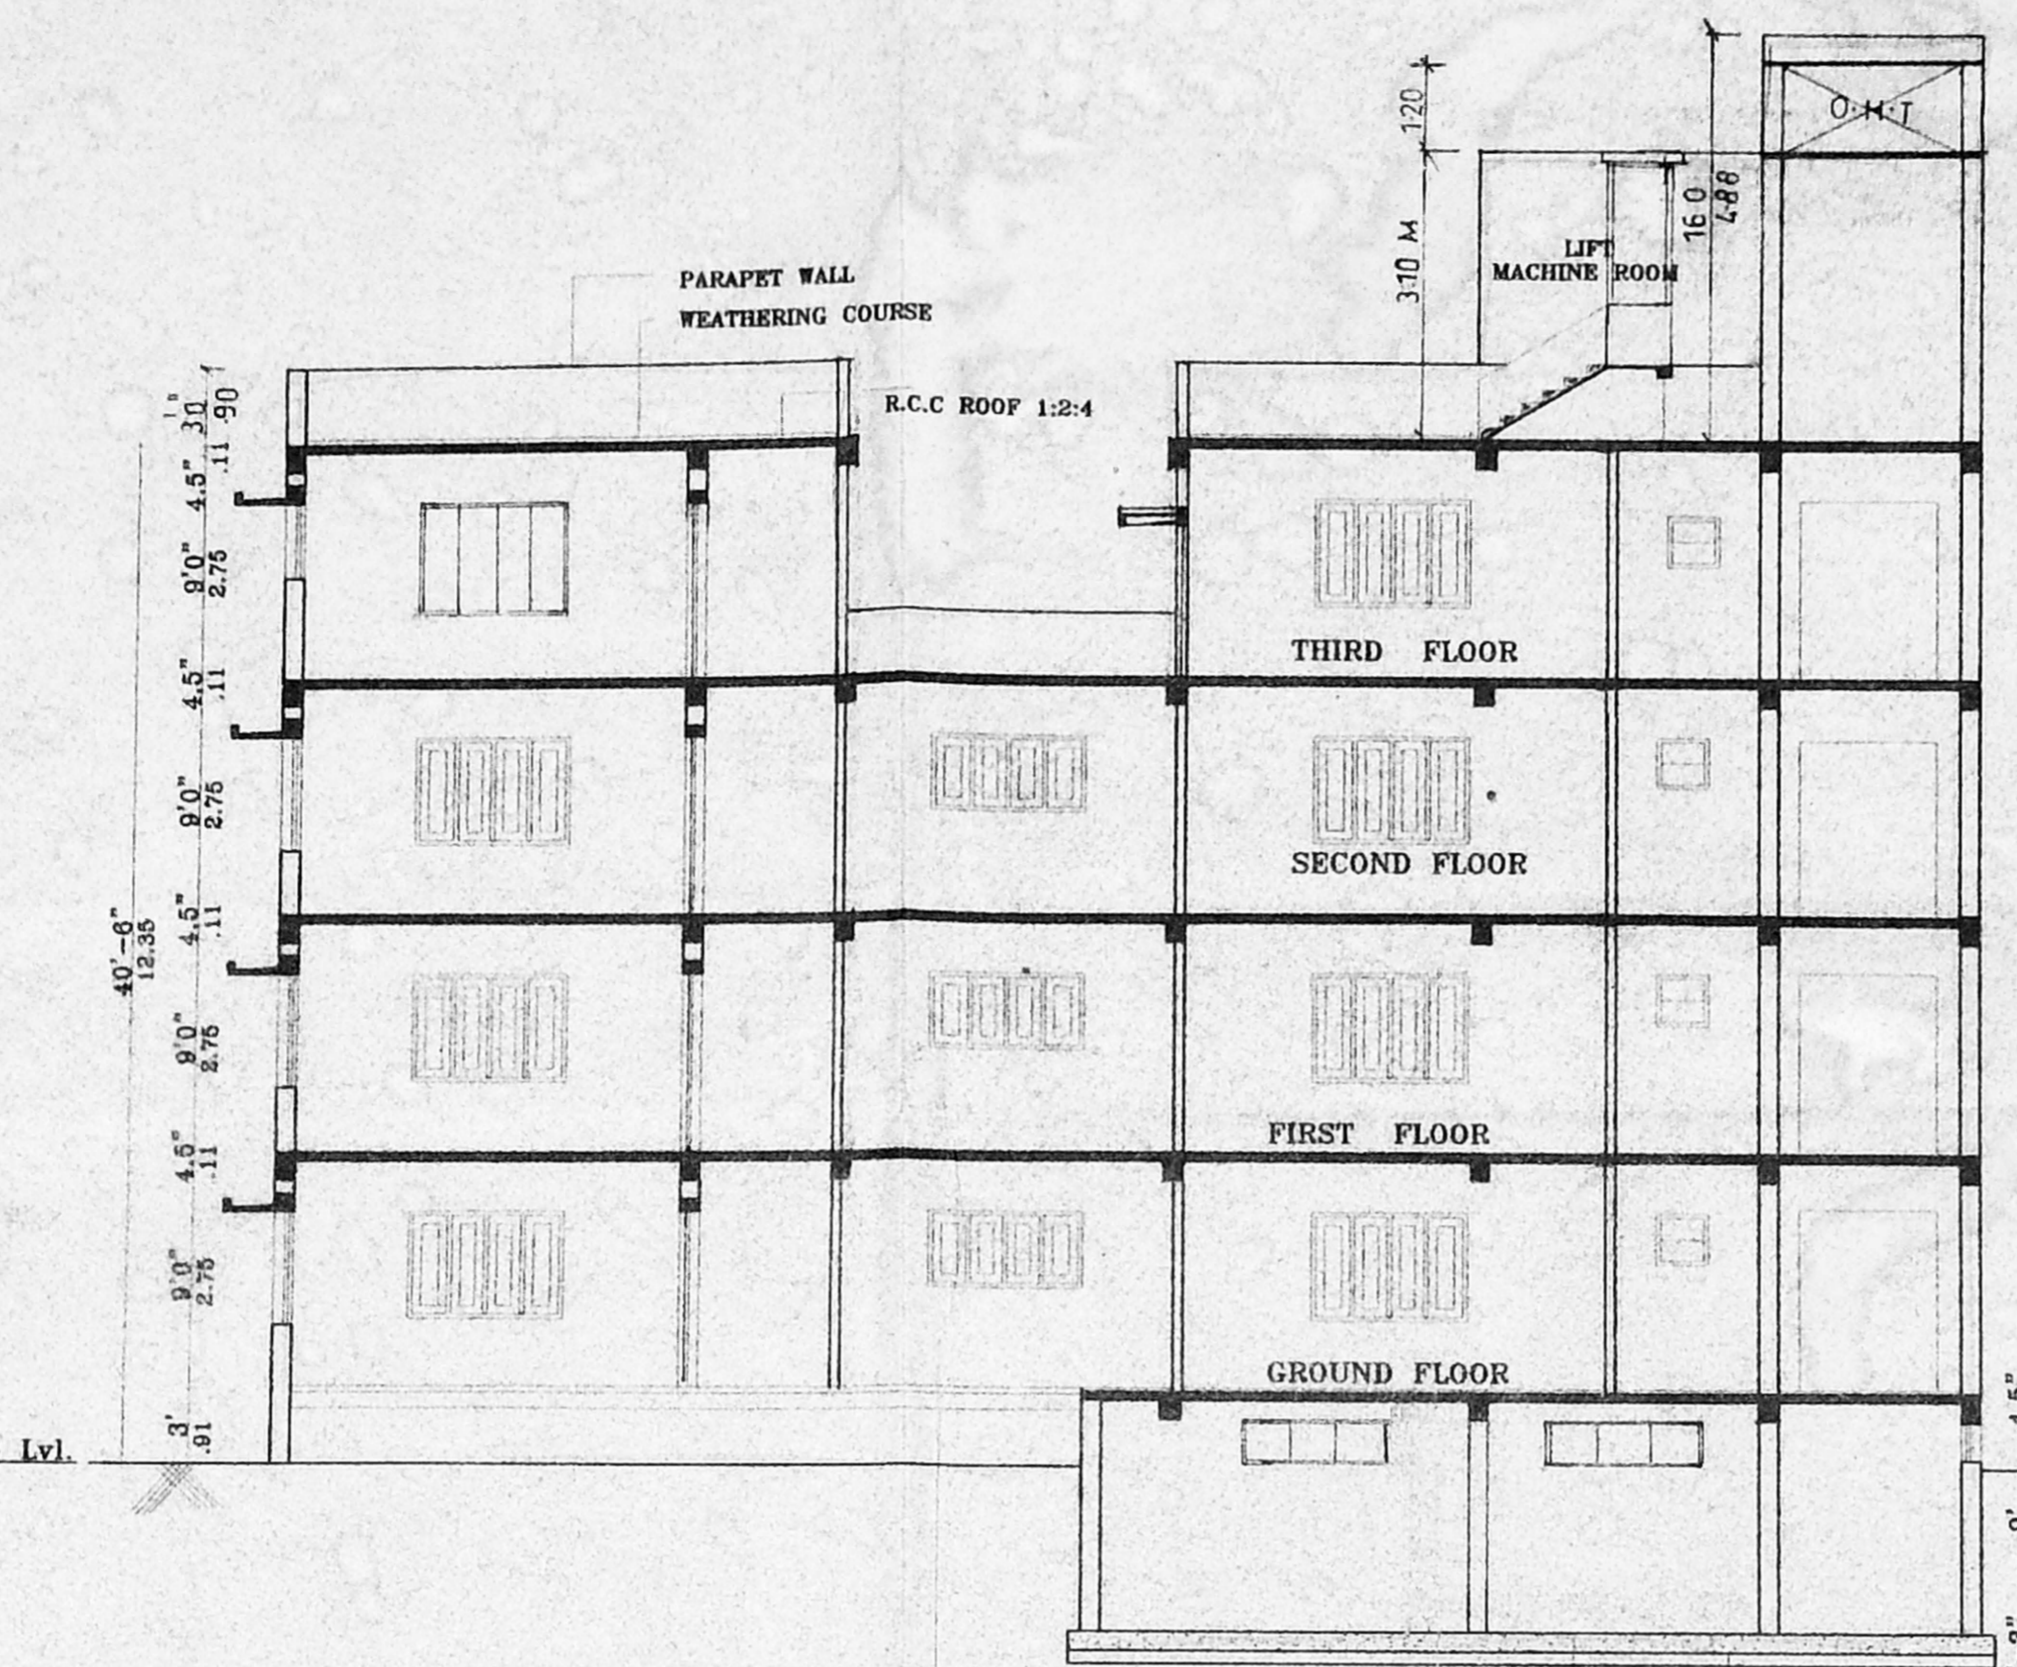 120
O.H.T
16 0
4.88
3.10 M
LIFT
MACHINE ROOM
PARAPET WALL
WEATHERING COURSE
R.C.C ROOF 1:2:4
.90
4.5"
.11
9'0"
2.75
THIRD FLOOR
4.5"
.11
9'0"
2.75
SECOND FLOOR
4.5"
.11
40'-6"
12.35
9'0"
2.75
FIRST FLOOR
4.5"
.11
9'0"
2.75
GROUND FLOOR
3'
.91
Lvl.